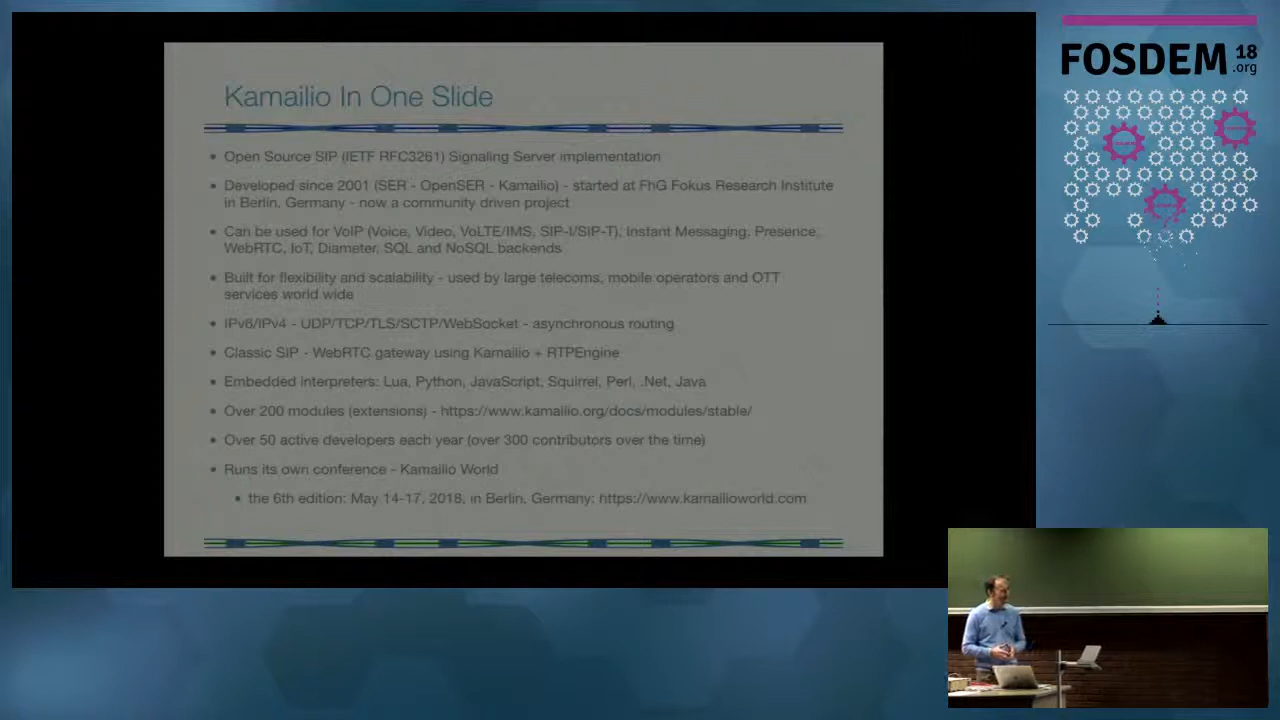 Kamailio In One Slide
• Open Source SIP (IETF RFC3261) Signaling Server implementation
• Developed since 2001 (SER - OpenSER - Kamailio) - started at FhG Fokus Research Institute
in Berlin, Germany - now a community driven project
• Can be used for VoIP (Voice, Video, VoLTE/IMS, SIP-I/SIP-T), Instant Messaging, Presence,
WebRTC, IoT, Diameter, SQL and NoSQL backends
• Built for flexibility and scalability - used by large telecoms, mobile operators and OTT
services world wide
• IPv6/IPv4 - UDP/TCP/TLS/SCTP/WebSocket - asynchronous routing
• Classic SIP - WebRTC gateway using Kamailio + RTPEngine
• Embedded interpreters: Lua, Python, JavaScript, Squirrel, Perl, .Net, Java
• Over 200 modules (extensions) - https://www.kamailio.org/docs/modules/stable/
• Over 50 active developers each year (over 300 contributors over the time)
• Runs its own conference - Kamailio World
• the 6th edition: May 14-17, 2018, in Berlin, Germany: https://www.kamailioworld.com
FOSDEM 18
.org